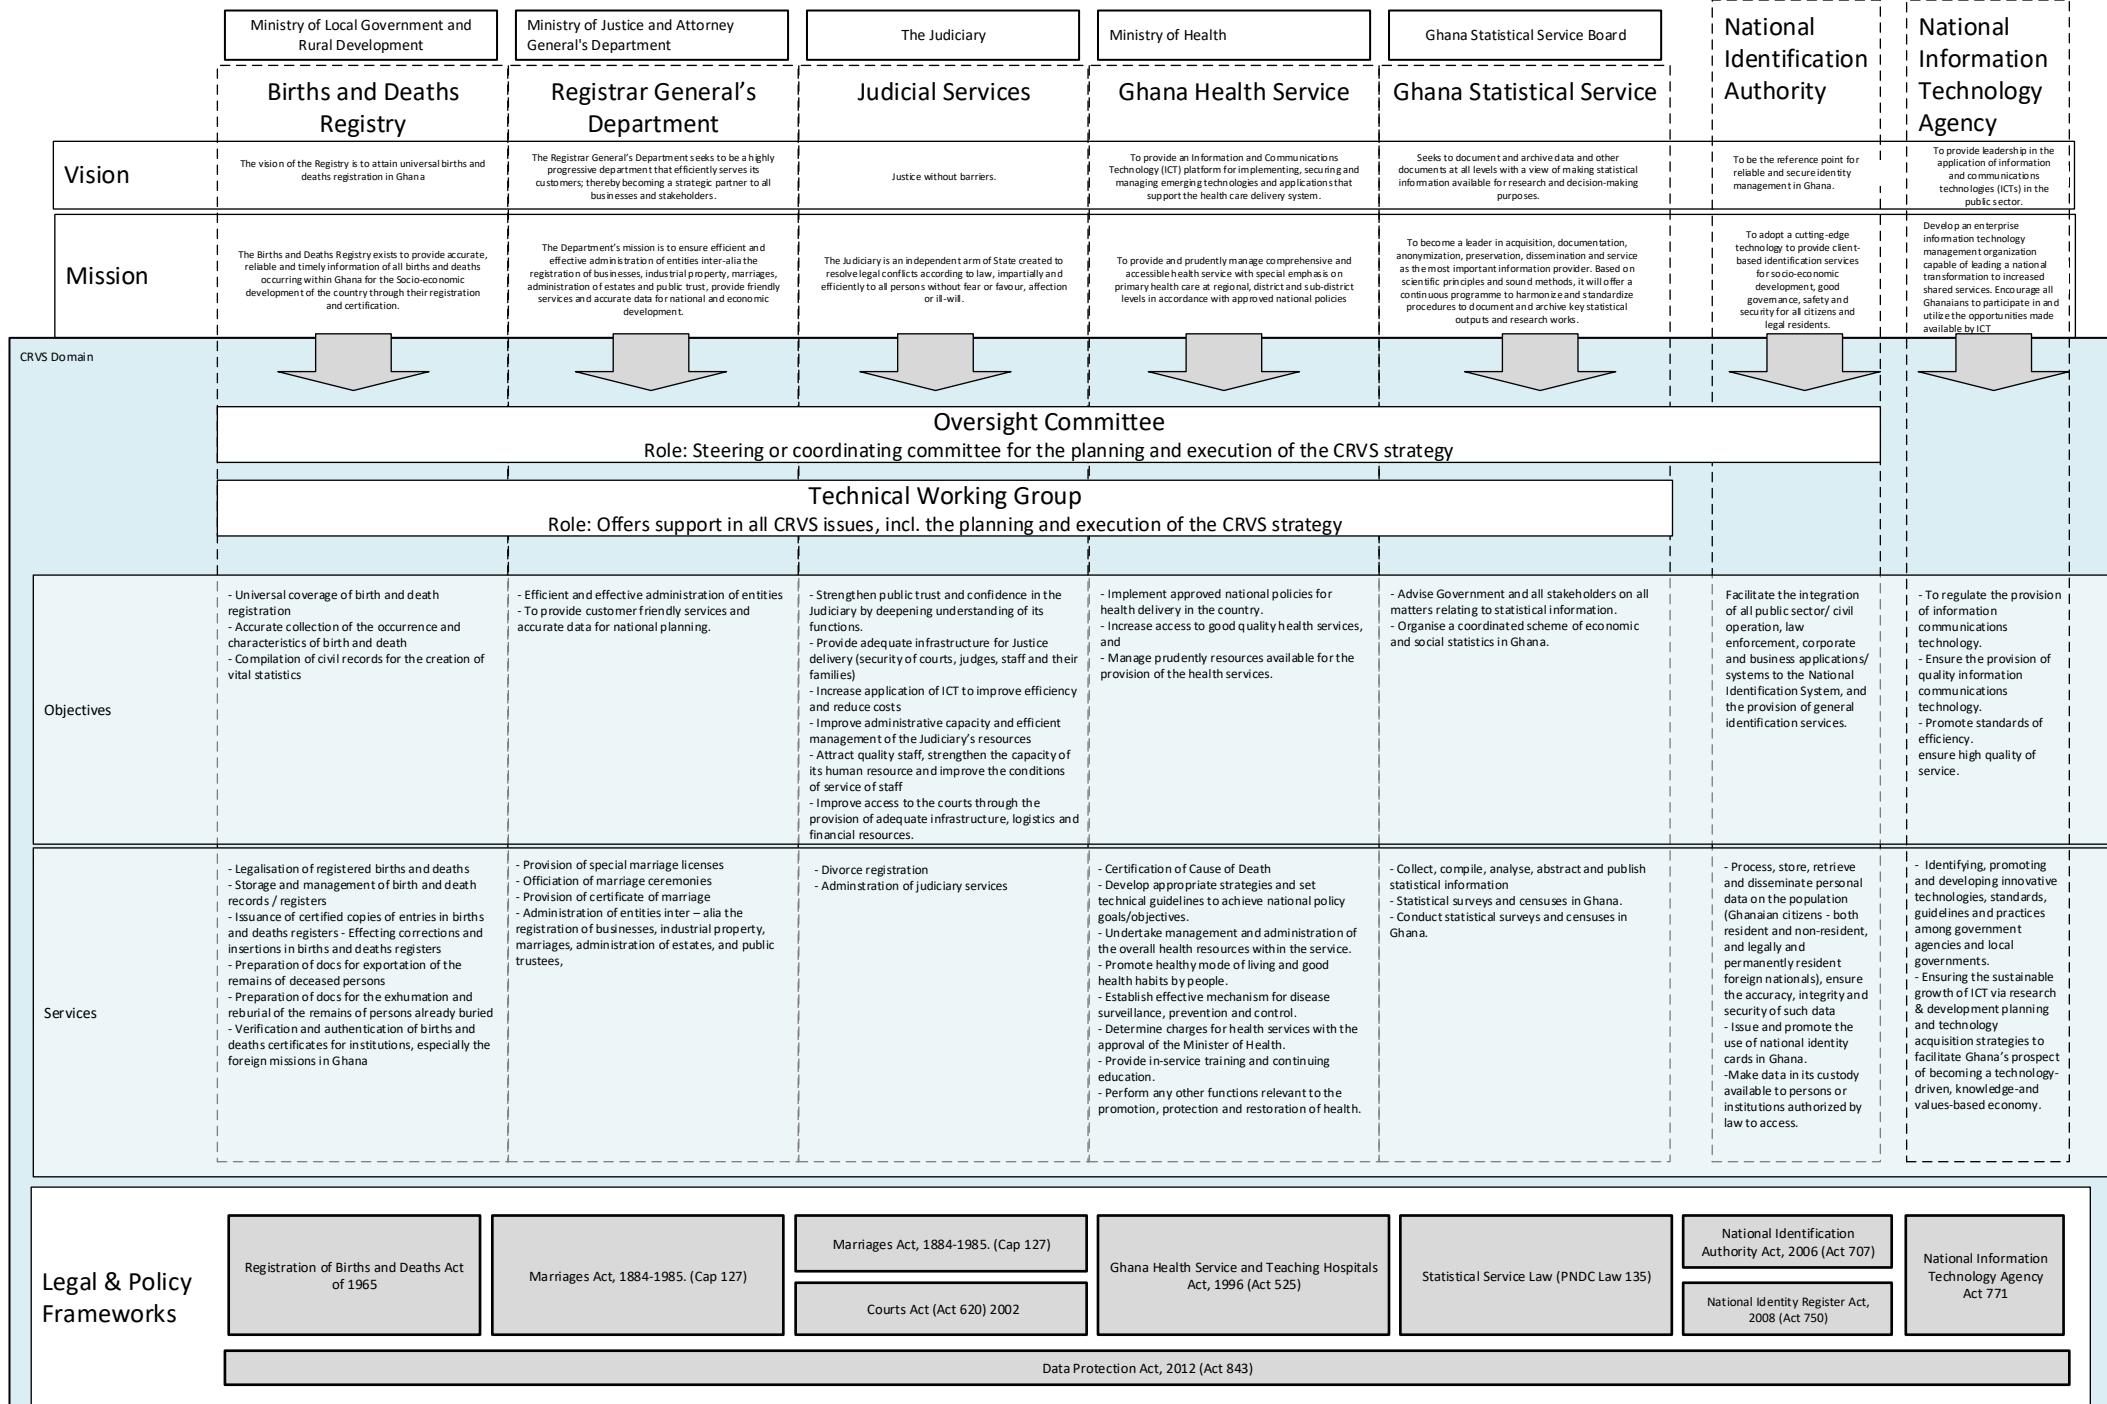 Ministry of Local Government and
Rural Development
Ministry of Justice and Attorney
General's Department
The Judiciary
Ministry of Health
Ghana Statistical Service Board
National
Identification
Authority
National
Information
Technology
Agency
Births and Deaths
Registry
Registrar General's
Department
Judicial Services
Ghana Health Service
Ghana Statistical Service
Vision
The vision of the Registry is to attain universal births and
deaths registration in Ghana
The Registrar General's Department seeks to be a highly
progressive department that efficiently serves its
customers; thereby becoming a strategic partner to all
businesses and stakeholders.
Justice without barriers.
To provide an Information and Communications
Technology (ICT) platform for implementing, securing and
managing emerging technologies and applications that
support the health care delivery system.
Seeks to document and archive data and other
documents at all levels with a view of making statistical
information available for research and decision-making
purposes.
To be the reference point for
reliable and secure identity
management in Ghana.
To provide leadership in the
application of information
and communications
technologies (ICTs) in the
public sector.
Mission
The Births and Deaths Registry exists to provide accurate,
reliable and timely information of all births and deaths
occurring within Ghana for the Socio-economic
development of the country through their registration
and certification.
The Department's mission is to ensure efficient and
effective administration of entities inter-alia the
registration of businesses, industrial property, marriages,
administration of estates and public trust, provide friendly
services and accurate data for national and economic
development.
The Judiciary is an independent arm of State created to
resolve legal conflicts according to law, impartially and
efficiently to all persons without fear or favour, affection
or ill-will.
To provide and prudently manage comprehensive and
accessible health service with special emphasis on
primary health care at regional, district and sub-district
levels in accordance with approved national policies
To become a leader in acquisition, documentation,
anonymization, preservation, dissemination and service
as the most important information provider. Based on
scientific principles and sound methods, it will offer a
continuous programme to harmonize and standardize
procedures to document and archive key statistical
outputs and research works.
To adopt a cutting-edge
technology to provide client-
based identification services
for socio-economic
development, good
governance, safety and
security for all citizens and
legal residents.
Develop an enterprise
information technology
management organization
capable of leading a national
transformation to increased
shared services. Encourage all
Ghanaians to participate in and
utilize the opportunities made
available by ICT
CRVS Domain
Oversight Committee
Role: Steering or coordinating committee for the planning and execution of the CRVS strategy
Technical Working Group
Role: Offers support in all CRVS issues, incl. the planning and execution of the CRVS strategy
Objectives
- Universal coverage of birth and death
registration
- Accurate collection of the occurrence and
characteristics of birth and death
- Compilation of civil records for the creation of
vital statistics
- Efficient and effective administration of entities
- To provide customer friendly services and
accurate data for national planning.
- Strengthen public trust and confidence in the
Judiciary by deepening understanding of its
functions.
- Provide adequate infrastructure for Justice
delivery (security of courts, judges, staff and their
families)
- Increase application of ICT to improve efficiency
and reduce costs
- Improve administrative capacity and efficient
management of the Judiciary's resources
- Attract quality staff, strengthen the capacity of
its human resource and improve the conditions
of service of staff
- Improve access to the courts through the
provision of adequate infrastructure, logistics and
financial resources.
- Implement approved national policies for
health delivery in the country.
- Increase access to good quality health services,
and
- Manage prudently resources available for the
provision of the health services.
- Advise Government and all stakeholders on all
matters relating to statistical information.
- Organise a coordinated scheme of economic
and social statistics in Ghana.
Facilitate the integration
of all public sector/ civil
operation, law
enforcement, corporate
and business applications/
systems to the National
Identification System, and
the provision of general
identification services.
- To regulate the provision
of information
communications
technology.
- Ensure the provision of
quality information
communications
technology.
- Promote standards of
efficiency.
ensure high quality of
service.
Services
- Legalisation of registered births and deaths
- Storage and management of birth and death
records / registers
- Issuance of certified copies of entries in births
and deaths registers - Effecting corrections and
insertions in births and deaths registers
- Preparation of docs for exportation of the
remains of deceased persons
- Preparation of docs for the exhumation and
reburial of the remains of persons already buried
- Verification and authentication of births and
deaths certificates for institutions, especially the
foreign missions in Ghana
- Provision of special marriage licenses
- Officiation of marriage ceremonies
- Provision of certificate of marriage
- Administration of entities inter – alia the
registration of businesses, industrial property,
marriages, administration of estates, and public
trustees,
- Divorce registration
- Adminstration of judiciary services
- Certification of Cause of Death
- Develop appropriate strategies and set
technical guidelines to achieve national policy
goals/objectives.
- Undertake management and administration of
the overall health resources within the service.
- Promote healthy mode of living and good
health habits by people.
- Establish effective mechanism for disease
surveillance, prevention and control.
- Determine charges for health services with the
approval of the Minister of Health.
- Provide in-service training and continuing
education.
- Perform any other functions relevant to the
promotion, protection and restoration of health.
- Collect, compile, analyse, abstract and publish
statistical information
- Statistical surveys and censuses in Ghana.
- Conduct statistical surveys and censuses in
Ghana.
- Process, store, retrieve
and disseminate personal
data on the population
(Ghanaian citizens - both
resident and non-resident,
and legally and
permanently resident
foreign nationals), ensure
the accuracy, integrity and
security of such data
- Issue and promote the
use of national identity
cards in Ghana.
-Make data in its custody
available to persons or
institutions authorized by
law to access.
- Identifying, promoting
and developing innovative
technologies, standards,
guidelines and practices
among government
agencies and local
governments.
- Ensuring the sustainable
growth of ICT via research
& development planning
and technology
acquisition strategies to
facilitate Ghana's prospect
of becoming a technology-
driven, knowledge-and
values-based economy.
Legal & Policy
Frameworks
Registration of Births and Deaths Act
of 1965
Marriages Act, 1884-1985. (Cap 127)
Marriages Act, 1884-1985. (Cap 127)
Courts Act (Act 620) 2002
Ghana Health Service and Teaching Hospitals
Act, 1996 (Act 525)
Statistical Service Law (PNDC Law 135)
National Identification
Authority Act, 2006 (Act 707)
National Identity Register Act,
2008 (Act 750)
National Information
Technology Agency
Act 771
Data Protection Act, 2012 (Act 843)